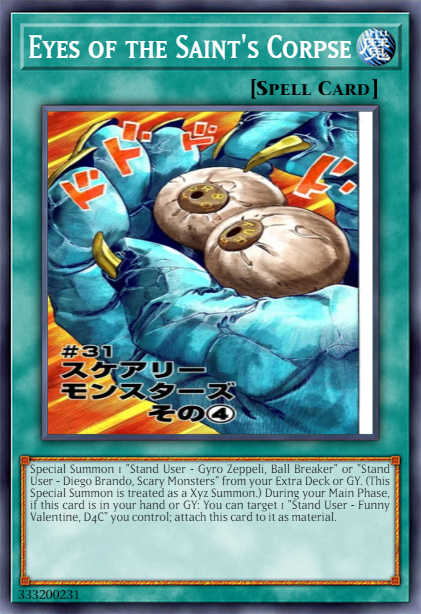 Eyes of the Saint's Corpse 魔
[Spell Card]
ドドド
ド
#31
スケアリー
モンスターズ
その④
Special Summon 1 "Stand User - Gyro Zeppeli, Ball Breaker" or "Stand
User - Diego Brando, Scary Monsters" from your Extra Deck or GY. (This
Special Summon is treated as a Xyz Summon.) During your Main Phase,
if this card is in your hand or GY: You can target 1 "Stand User - Funny
Valentine, D4C" you control; attach this card to it as material.
333200231